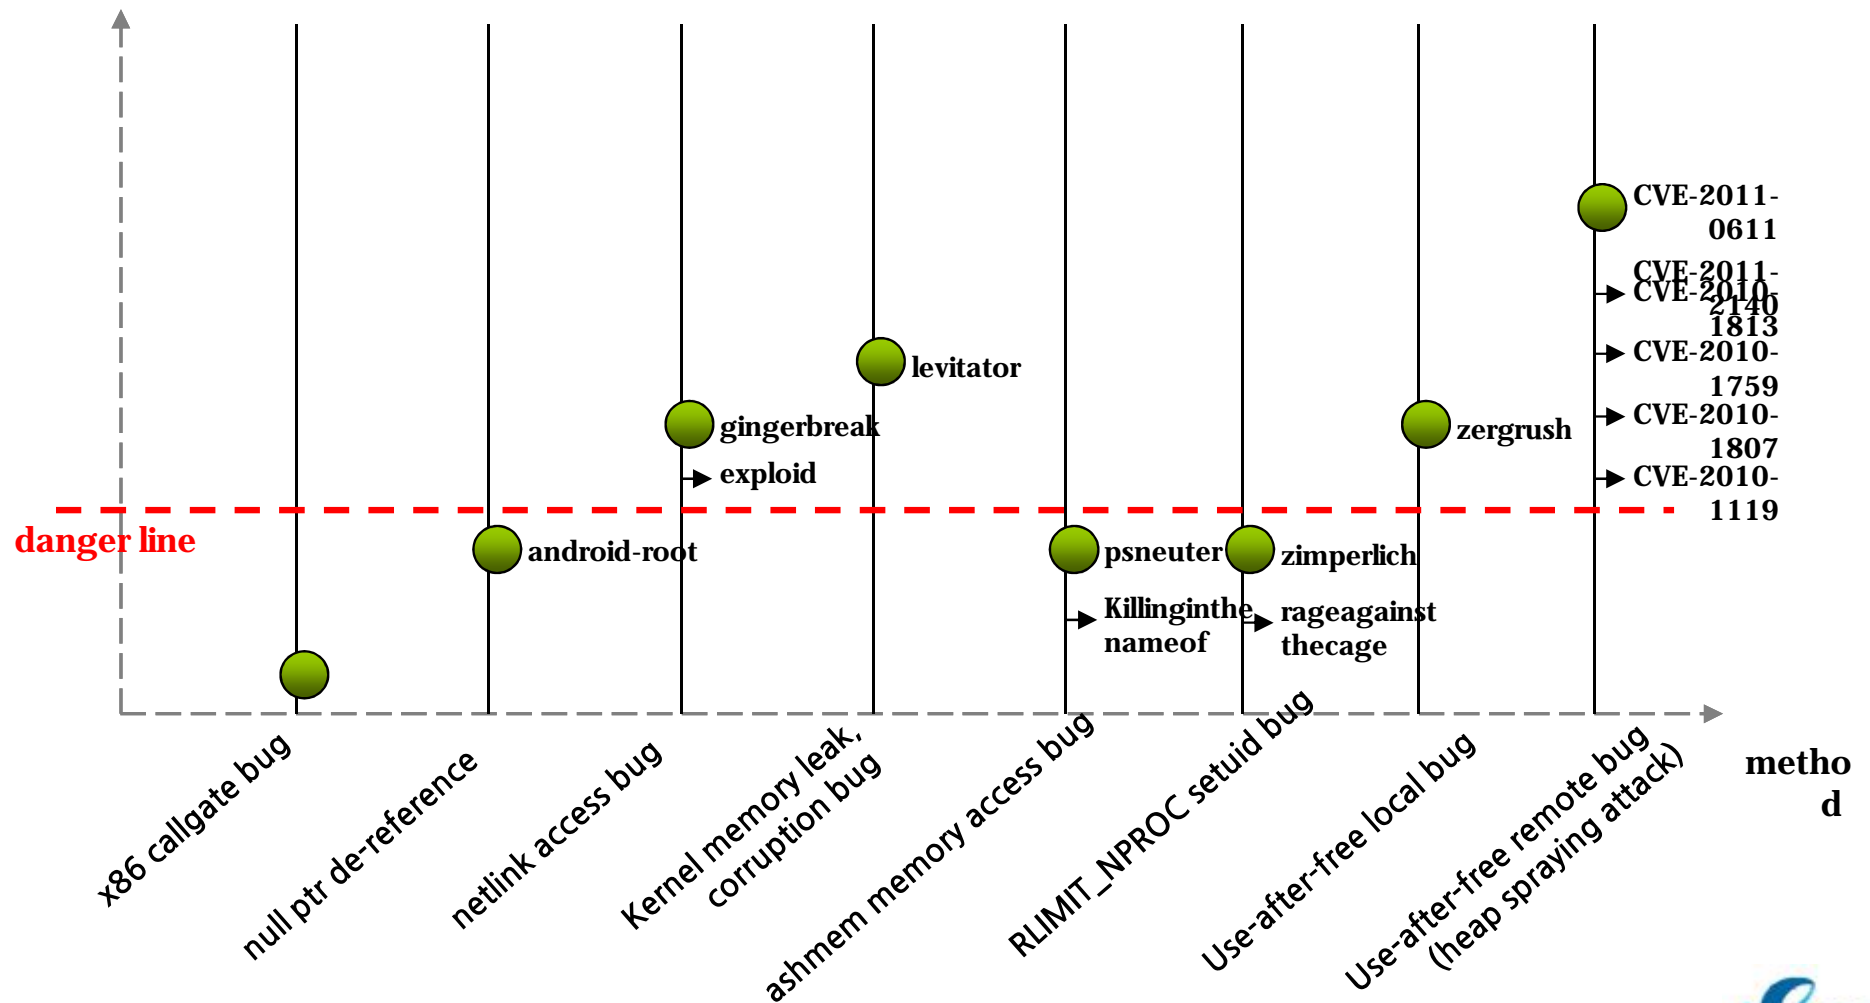 CVE-2011-
0611
CVE-2011-
2140
CVE-2010-
1813
CVE-2010-
1759
CVE-2010-
1807
CVE-2010-
1119
levitator
gingerbreak
exploid
zergrush
danger line
android-root
psneuter
Killinginthe
nameof
zimperlich
rageagainst
thecage
x86 callgate bug
null ptr de-reference
netlink access bug
Kernel memory leak,
corruption bug
ashmem memory access bug
RLIMIT_NPROC setuid bug
Use-after-free local bug
Use-after-free remote bug
(heap spraying attack)
metho
d